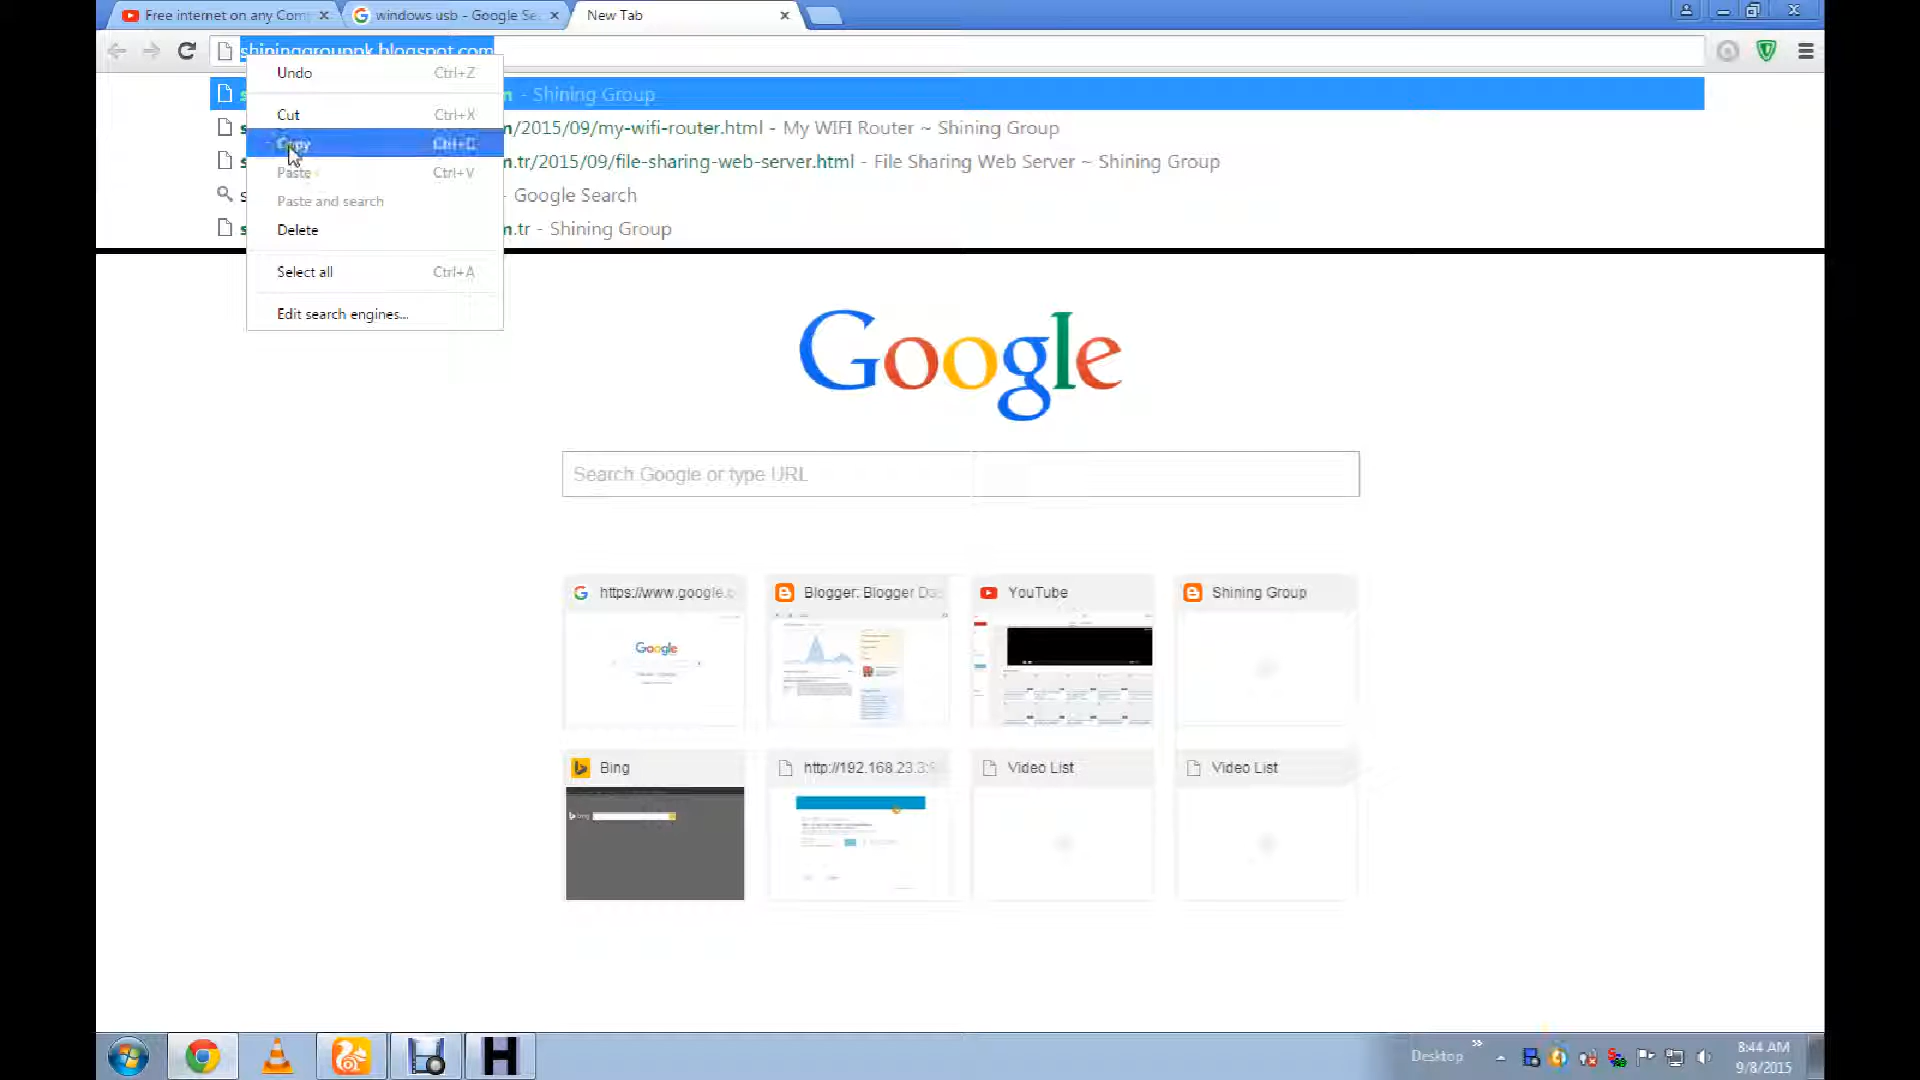 Free internet on any Com
windows usb - Google Se
New Tab
shininggrouppk.blogspot.com
- Shining Group
/2015/09/my-wifi-router.html - My WIFI Router ~ Shining Group
.tr/2015/09/file-sharing-web-server.html - File Sharing Web Server ~ Shining Group
- Google Search
.tr - Shining Group
Undo Ctrl+Z
Cut Ctrl+X
Copy Ctrl+C
Paste Ctrl+V
Paste and search
Delete
Select all Ctrl+A
Edit search engines...
Google
Search Google or type URL
https://www.google.
Blogger: Blogger Da
YouTube
Shining Group
Google
Bing
http://192.168.23.3:
Video List
Video List
bing
Desktop
8:44 AM
9/8/2015